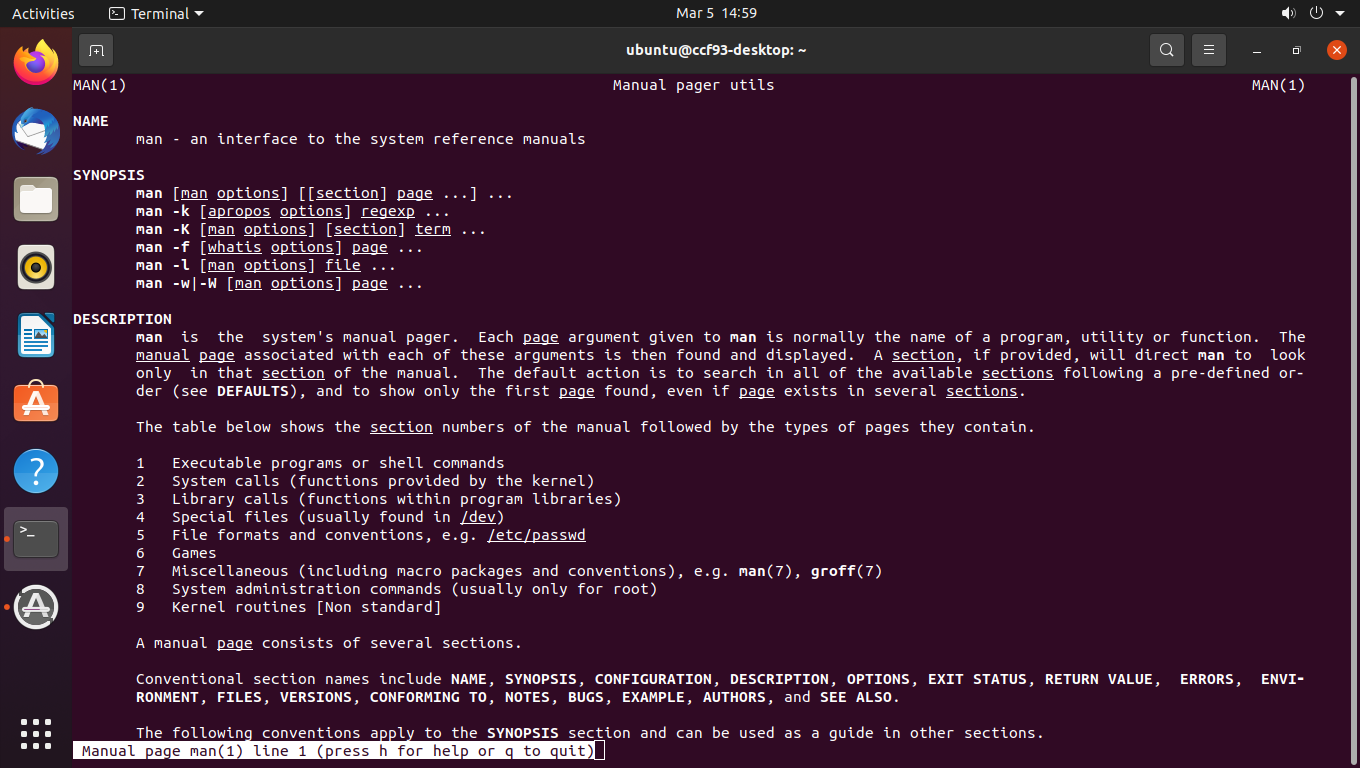 Activities Terminal Mar 5 14:59
ubuntu@ccf93-desktop: ~
MAN(1) Manual pager utils MAN(1)
NAME
man - an interface to the system reference manuals
SYNOPSIS
man [man options] [[section] page ...] ...
man -k [apropos options] regexp ...
man -K [man options] [section] term ...
man -f [whatis options] page ...
man -l [man options] file ...
man -w|-W [man options] page ...
DESCRIPTION
man is the system's manual pager. Each page argument given to man is normally the name of a program, utility or function. The
manual page associated with each of these arguments is then found and displayed. A section, if provided, will direct man to look
only in that section of the manual. The default action is to search in all of the available sections following a pre-defined or-
der (see DEFAULTS), and to show only the first page found, even if page exists in several sections.
The table below shows the section numbers of the manual followed by the types of pages they contain.
1 Executable programs or shell commands
2 System calls (functions provided by the kernel)
3 Library calls (functions within program libraries)
4 Special files (usually found in /dev)
5 File formats and conventions, e.g. /etc/passwd
6 Games
7 Miscellaneous (including macro packages and conventions), e.g. man(7), groff(7)
8 System administration commands (usually only for root)
9 Kernel routines [Non standard]
A manual page consists of several sections.
Conventional section names include NAME, SYNOPSIS, CONFIGURATION, DESCRIPTION, OPTIONS, EXIT STATUS, RETURN VALUE, ERRORS, ENVI-
RONMENT, FILES, VERSIONS, CONFORMING TO, NOTES, BUGS, EXAMPLE, AUTHORS, and SEE ALSO.
The following conventions apply to the SYNOPSIS section and can be used as a guide in other sections.
Manual page man(1) line 1 (press h for help or q to quit)